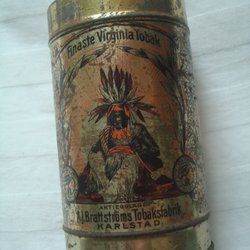 Finaste Virginia Tobak
AKTIEBOLAGET
A.J. Brattströms Tobaksfabrik
KARLSTAD.